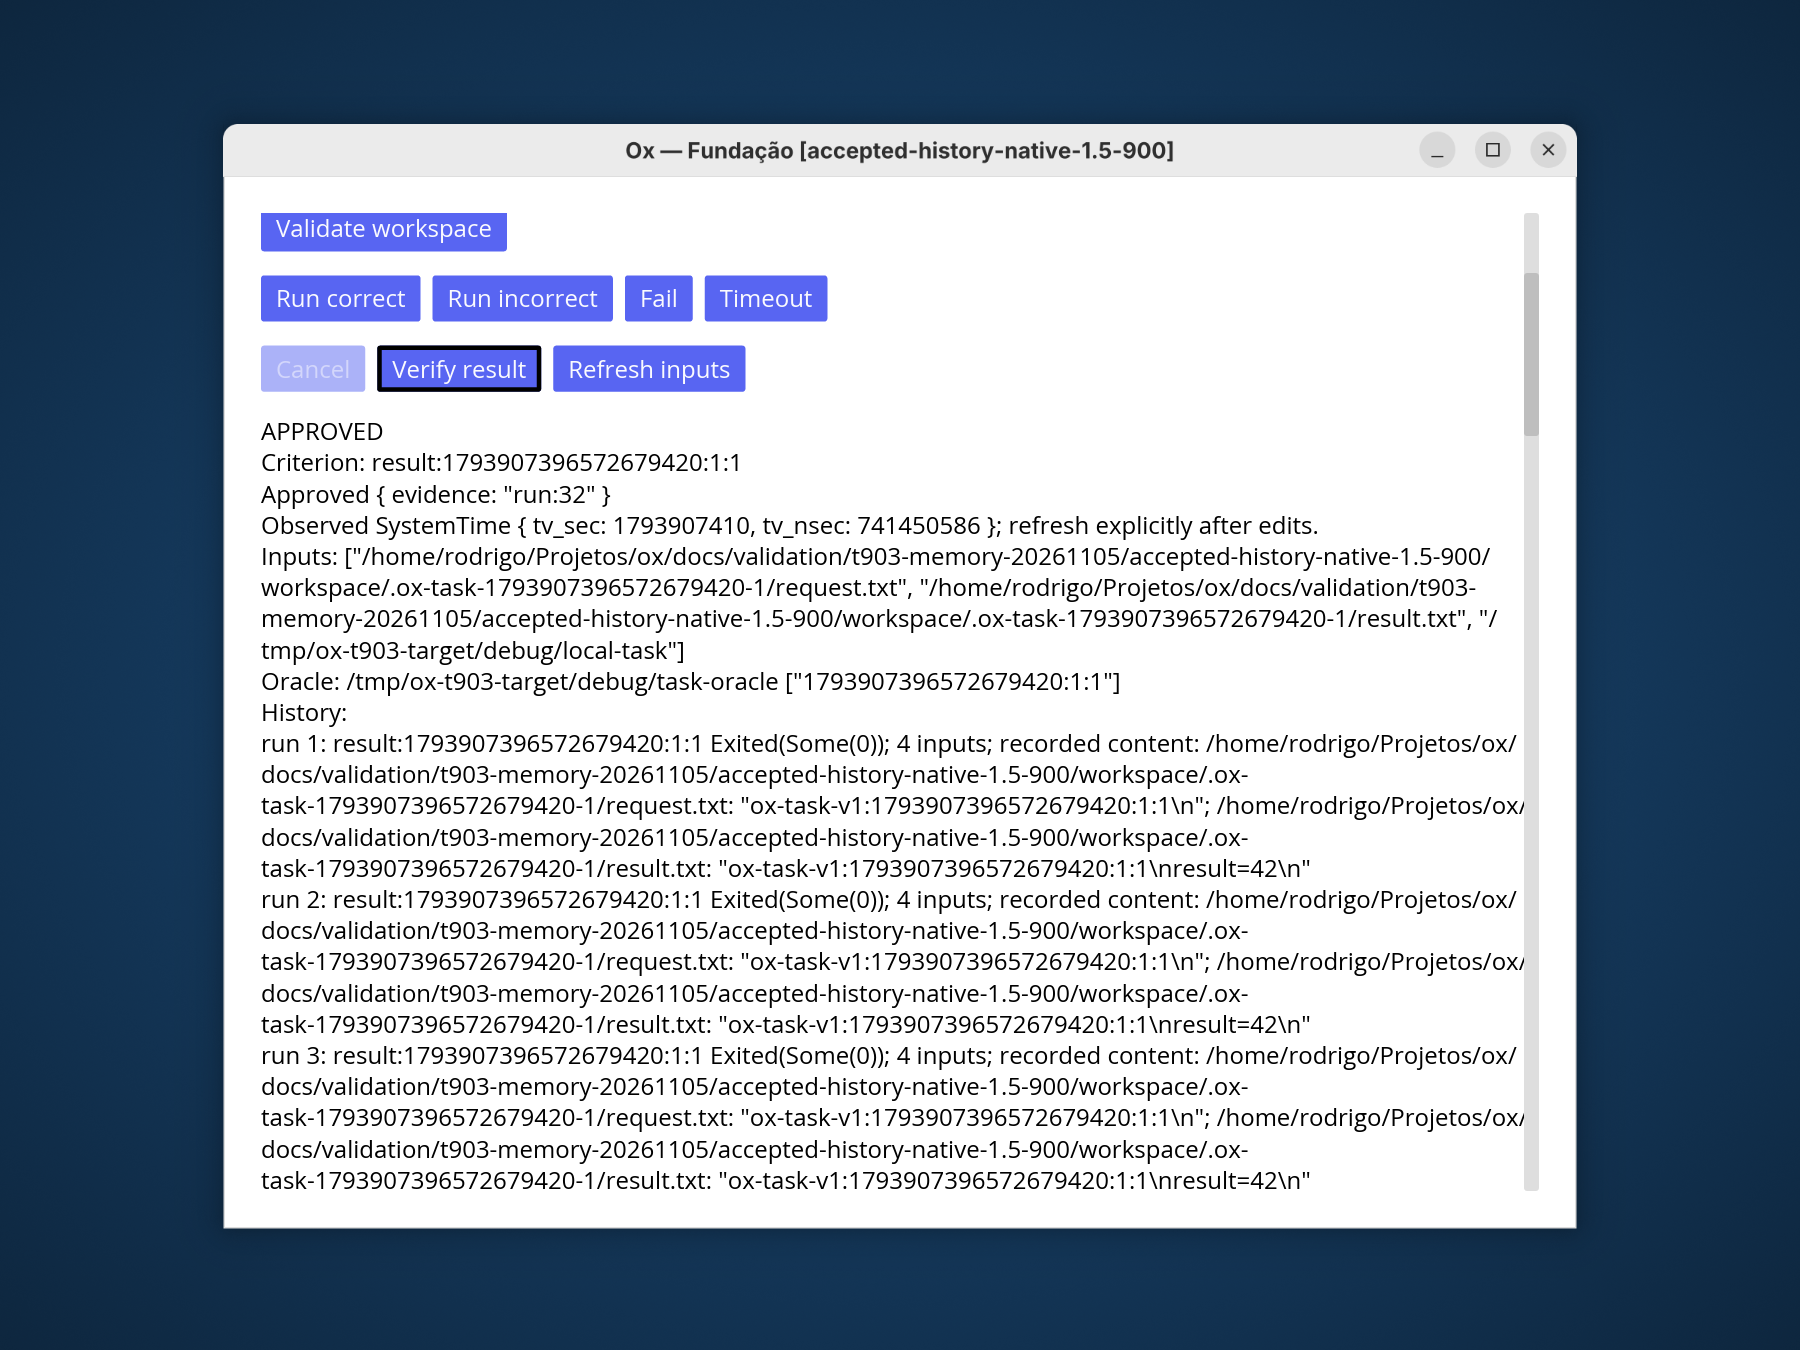 Ox — Fundação [accepted-history-native-1.5-900]
Validate workspace
Run correct Run incorrect Fail Timeout
Cancel Verify result Refresh inputs
APPROVED
Criterion: result:1793907396572679420:1:1
Approved { evidence: "run:32" }
Observed SystemTime { tv_sec: 1793907410, tv_nsec: 741450586 }; refresh explicitly after edits.
Inputs: ["/home/rodrigo/Projetos/ox/docs/validation/t903-memory-20261105/accepted-history-native-1.5-900/
workspace/.ox-task-1793907396572679420-1/request.txt", "/home/rodrigo/Projetos/ox/docs/validation/t903-
memory-20261105/accepted-history-native-1.5-900/workspace/.ox-task-1793907396572679420-1/result.txt", "/
tmp/ox-t903-target/debug/local-task"]
Oracle: /tmp/ox-t903-target/debug/task-oracle ["1793907396572679420:1:1"]
History:
run 1: result:1793907396572679420:1:1 Exited(Some(0)); 4 inputs; recorded content: /home/rodrigo/Projetos/ox/
docs/validation/t903-memory-20261105/accepted-history-native-1.5-900/workspace/.ox-
task-1793907396572679420-1/request.txt: "ox-task-v1:1793907396572679420:1:1\n"; /home/rodrigo/Projetos/ox/
docs/validation/t903-memory-20261105/accepted-history-native-1.5-900/workspace/.ox-
task-1793907396572679420-1/result.txt: "ox-task-v1:1793907396572679420:1:1\nresult=42\n"
run 2: result:1793907396572679420:1:1 Exited(Some(0)); 4 inputs; recorded content: /home/rodrigo/Projetos/ox/
docs/validation/t903-memory-20261105/accepted-history-native-1.5-900/workspace/.ox-
task-1793907396572679420-1/request.txt: "ox-task-v1:1793907396572679420:1:1\n"; /home/rodrigo/Projetos/ox/
docs/validation/t903-memory-20261105/accepted-history-native-1.5-900/workspace/.ox-
task-1793907396572679420-1/result.txt: "ox-task-v1:1793907396572679420:1:1\nresult=42\n"
run 3: result:1793907396572679420:1:1 Exited(Some(0)); 4 inputs; recorded content: /home/rodrigo/Projetos/ox/
docs/validation/t903-memory-20261105/accepted-history-native-1.5-900/workspace/.ox-
task-1793907396572679420-1/request.txt: "ox-task-v1:1793907396572679420:1:1\n"; /home/rodrigo/Projetos/ox/
docs/validation/t903-memory-20261105/accepted-history-native-1.5-900/workspace/.ox-
task-1793907396572679420-1/result.txt: "ox-task-v1:1793907396572679420:1:1\nresult=42\n"